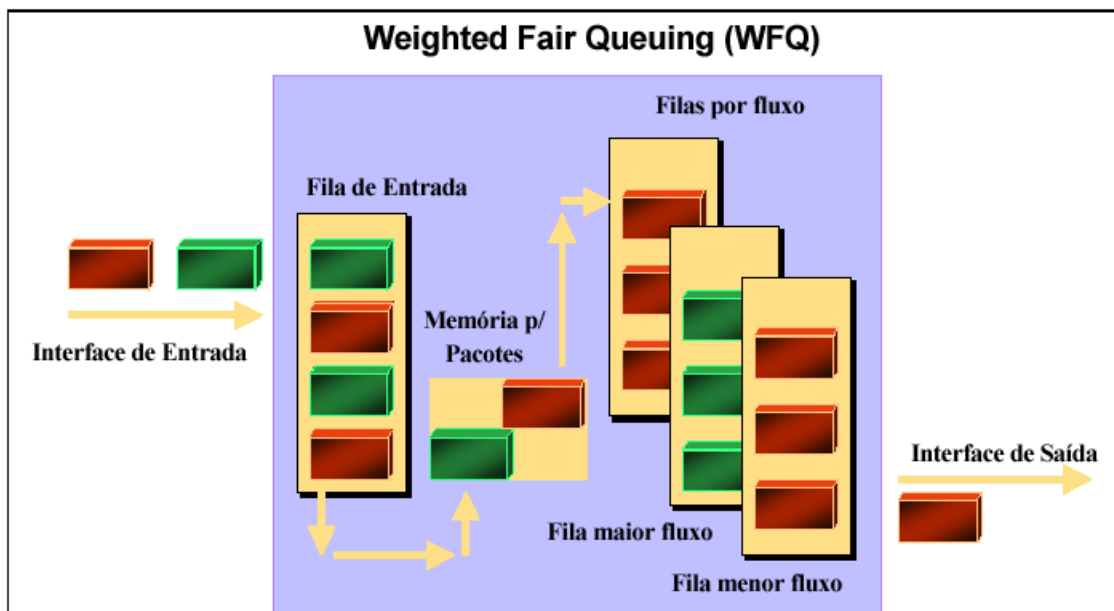 Weighted Fair Queuing (WFQ)
Filas por fluxo
Fila de Entrada
Memória p/
Pacotes
Interface de Entrada
Interface de Saída
Fila maior fluxo
Fila menor fluxo